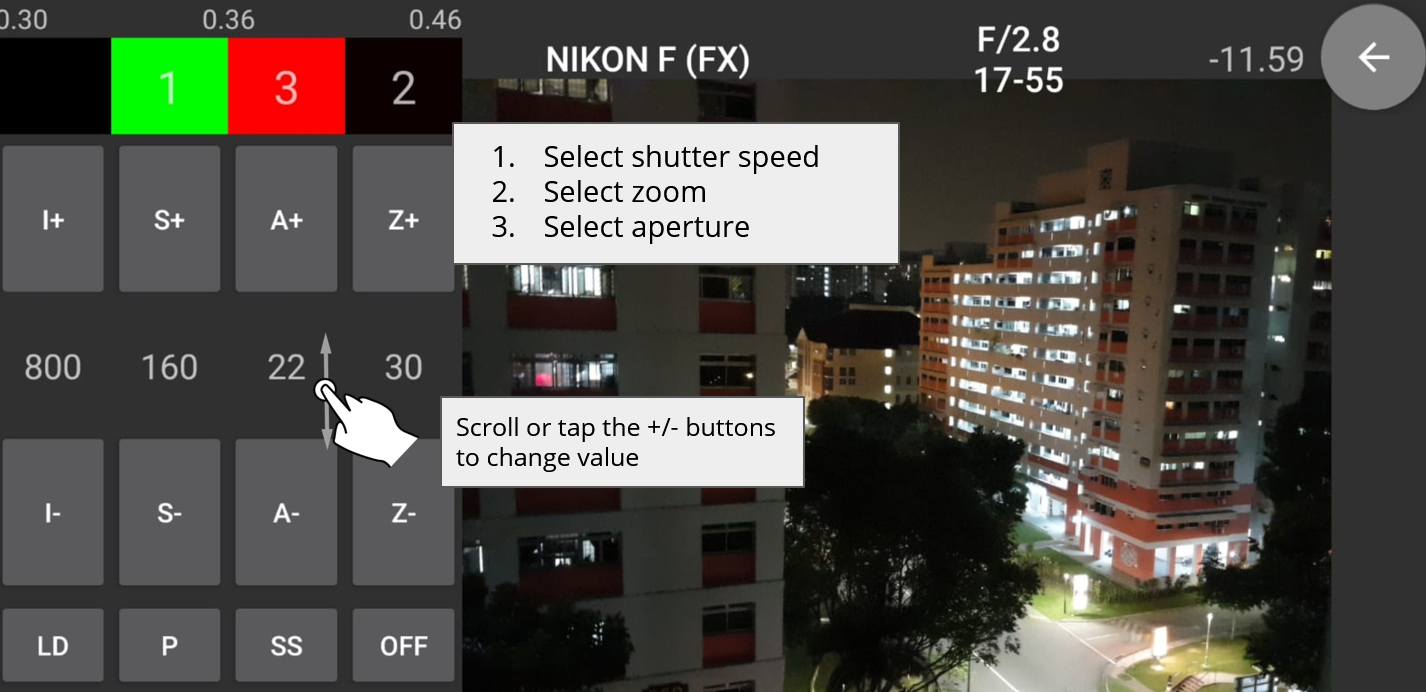 0.30 0.36 0.46
1 3 2
NIKON F (FX)
F/2.8
17-55
-11.59
1. Select shutter speed
2. Select zoom
3. Select aperture
I+ S+ A+ Z+
800 160 22 30
Scroll or tap the +/- buttons
to change value
I- S- A- Z-
LD P SS OFF